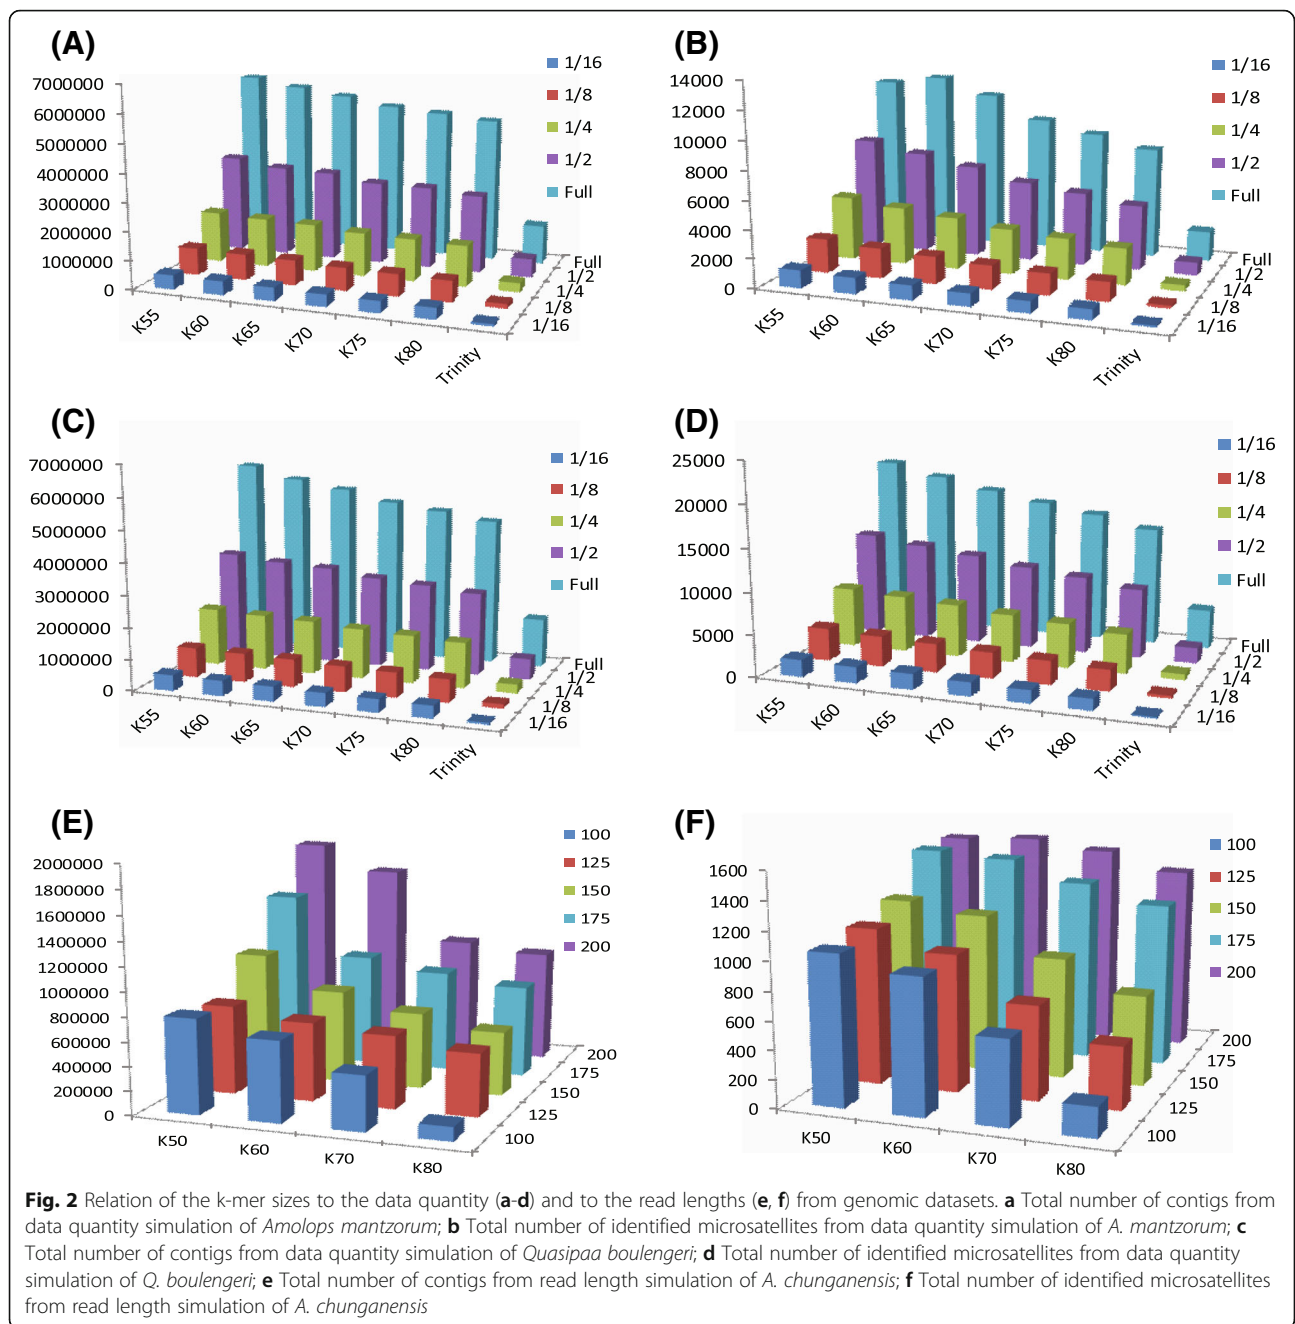 (A)
1/16
1/8
1/4
1/2
Full
7000000
6000000
5000000
4000000
3000000
2000000
1000000
0
K55
K60
K65
K70
K75
K80
Trinity
Full
1/2
1/4
1/8
1/16
(B)
1/16
1/8
1/4
1/2
Full
14000
12000
10000
8000
6000
4000
2000
0
K55
K60
K65
K70
K75
K80
Trinity
Full
1/2
1/4
1/8
1/16
(C)
1/16
1/8
1/4
1/2
Full
7000000
6000000
5000000
4000000
3000000
2000000
1000000
0
K55
K60
K65
K70
K75
K80
Trinity
Full
1/2
1/4
1/8
1/16
(D)
1/16
1/8
1/4
1/2
Full
25000
20000
15000
10000
5000
0
K55
K60
K65
K70
K75
K80
Trinity
Full
1/2
1/4
1/8
1/16
(E)
100
125
150
175
200
2000000
1800000
1600000
1400000
1200000
1000000
800000
600000
400000
200000
0
K50
K60
K70
K80
200
175
150
125
100
(F)
100
125
150
175
200
1600
1400
1200
1000
800
600
400
200
0
K50
K60
K70
K80
200
175
150
125
100
Fig. 2 Relation of the k-mer sizes to the data quantity (a-d) and to the read lengths (e, f) from genomic datasets. a Total number of contigs from
data quantity simulation of Amolops mantzorum; b Total number of identified microsatellites from data quantity simulation of A. mantzorum; c
Total number of contigs from data quantity simulation of Quasipaa boulengeri; d Total number of identified microsatellites from data quantity
simulation of Q. boulengeri; e Total number of contigs from read length simulation of A. chunganensis; f Total number of identified microsatellites
from read length simulation of A. chunganensis